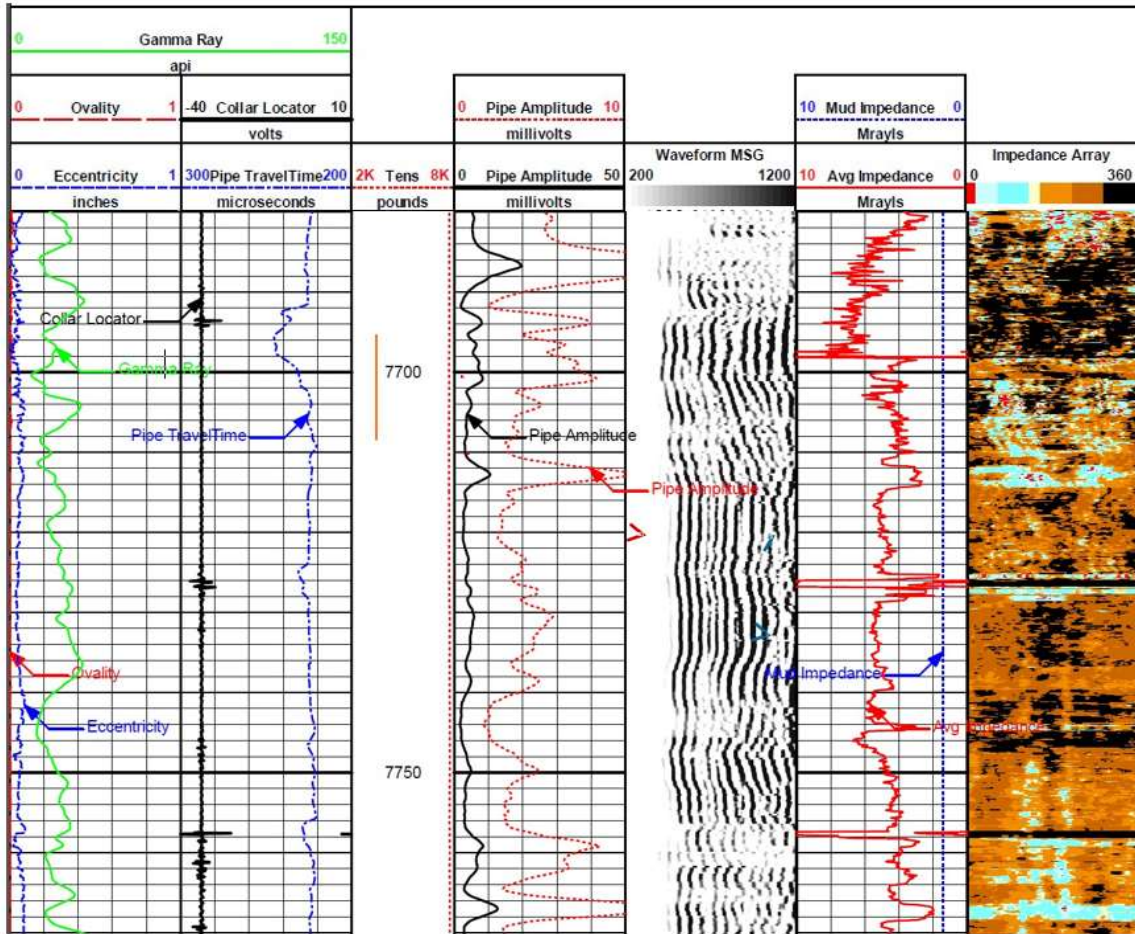 0 Gamma Ray 150
api
0 Ovality 1 -40 Collar Locator 10 0 Pipe Amplitude 10 10 Mud Impedance 0
volts millivolts Mrayls
0 Eccentricity 1 300 Pipe TravelTime 200 2K Tens 8K 0 Pipe Amplitude 50 Waveform MSG 200 1200 10 Avg Impedance 0 Impedance Array 0 360
inches microseconds pounds millivolts Mrayls
Collar Locator
Gamma Ray
7700
Pipe TravelTime
Pipe Amplitude
Pipe Amplitude
Ovality
Mud Impedance
Eccentricity
Avg Impedance
7750